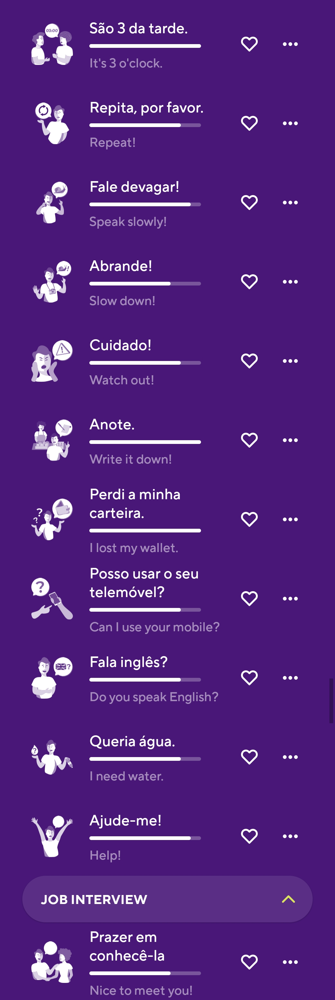 03:00
São 3 da tarde.
It's 3 o'clock.
Repita, por favor.
Repeat!
Fale devagar!
Speak slowly!
!
Abrande!
Slow down!
!
Cuidado!
Watch out!
Anote.
Write it down!
? ?
Perdi a minha
carteira.
I lost my wallet.
?
Posso usar o seu
telemóvel?
Can I use your mobile?
?
Fala inglês?
Do you speak English?
?
Queria água.
I need water.
Ajude-me!
Help!
JOB INTERVIEW
Prazer em
conhecê-la
Nice to meet you!